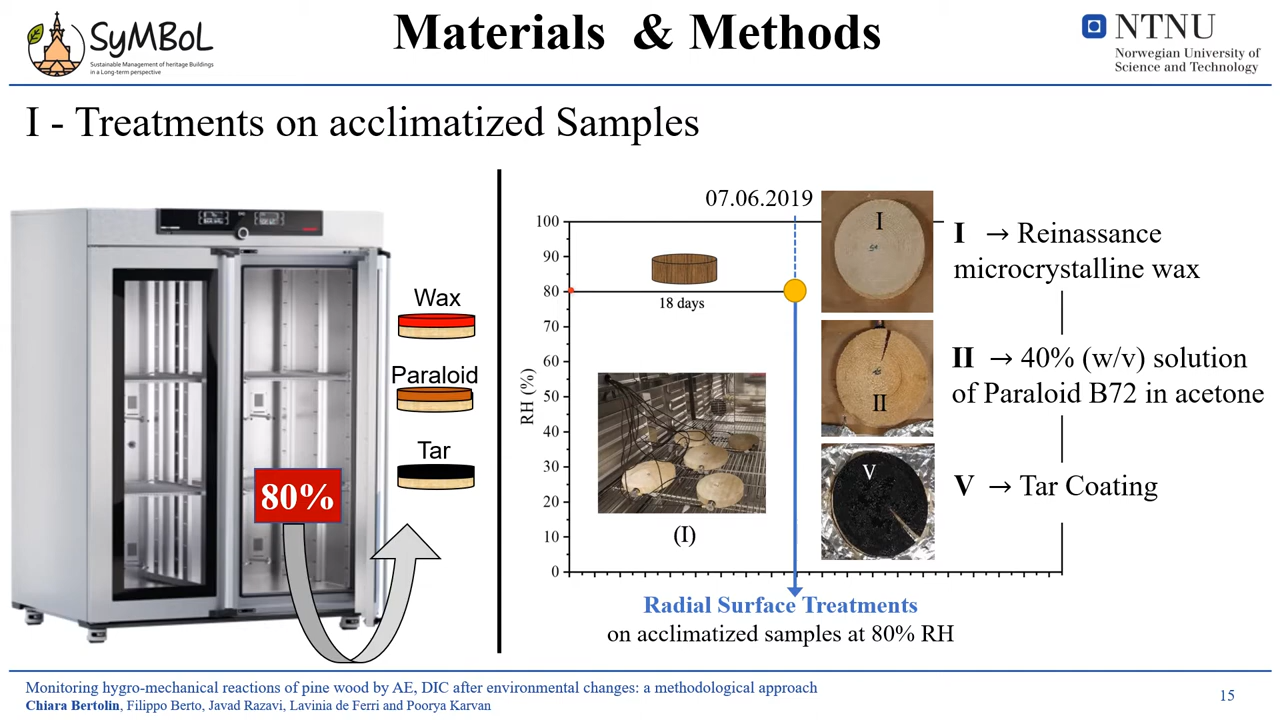 SyMBoL
Sustainable Management of heritage Buildings
in a Long-term perspective
Materials & Methods
NTNU
Norwegian University of
Science and Technology
I - Treatments on acclimatized Samples
Wax
Paraloid
Tar
80%
07.06.2019
RH (%)
100
90
80
70
60
50
40
30
20
10
0
18 days
(I)
I
II
V
I → Reinassance
microcrystalline wax
II → 40% (w/v) solution
of Paraloid B72 in acetone
V → Tar Coating
Radial Surface Treatments
on acclimatized samples at 80% RH
Monitoring hygro-mechanical reactions of pine wood by AE, DIC after environmental changes: a methodological approach
Chiara Bertolin, Filippo Berto, Javad Razavi, Lavinia de Ferri and Poorya Karvan
15